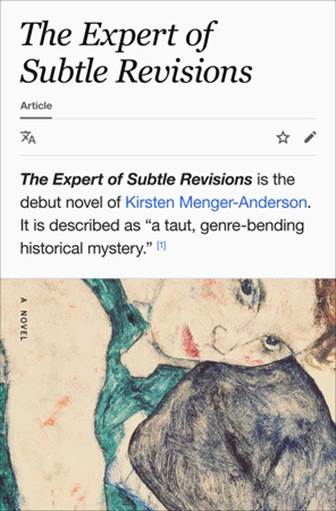 The Expert of
Subtle Revisions
Article
The Expert of Subtle Revisions is the
debut novel of Kirsten Menger-Anderson.
It is described as “a taut, genre-bending
historical mystery.” [1]
A NOVEL